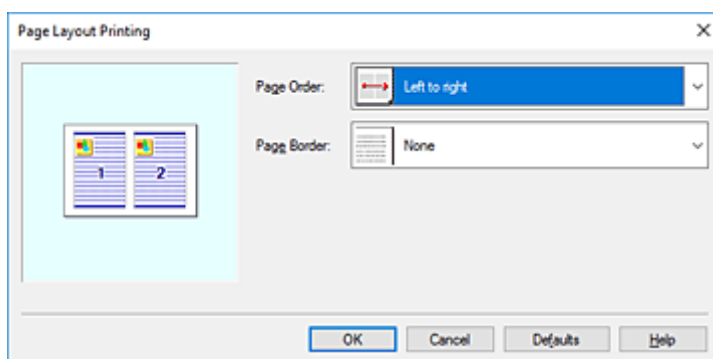 Page Layout Printing
Page Order:
Left to right
1 2
Page Border:
None
OK Cancel Defaults Help